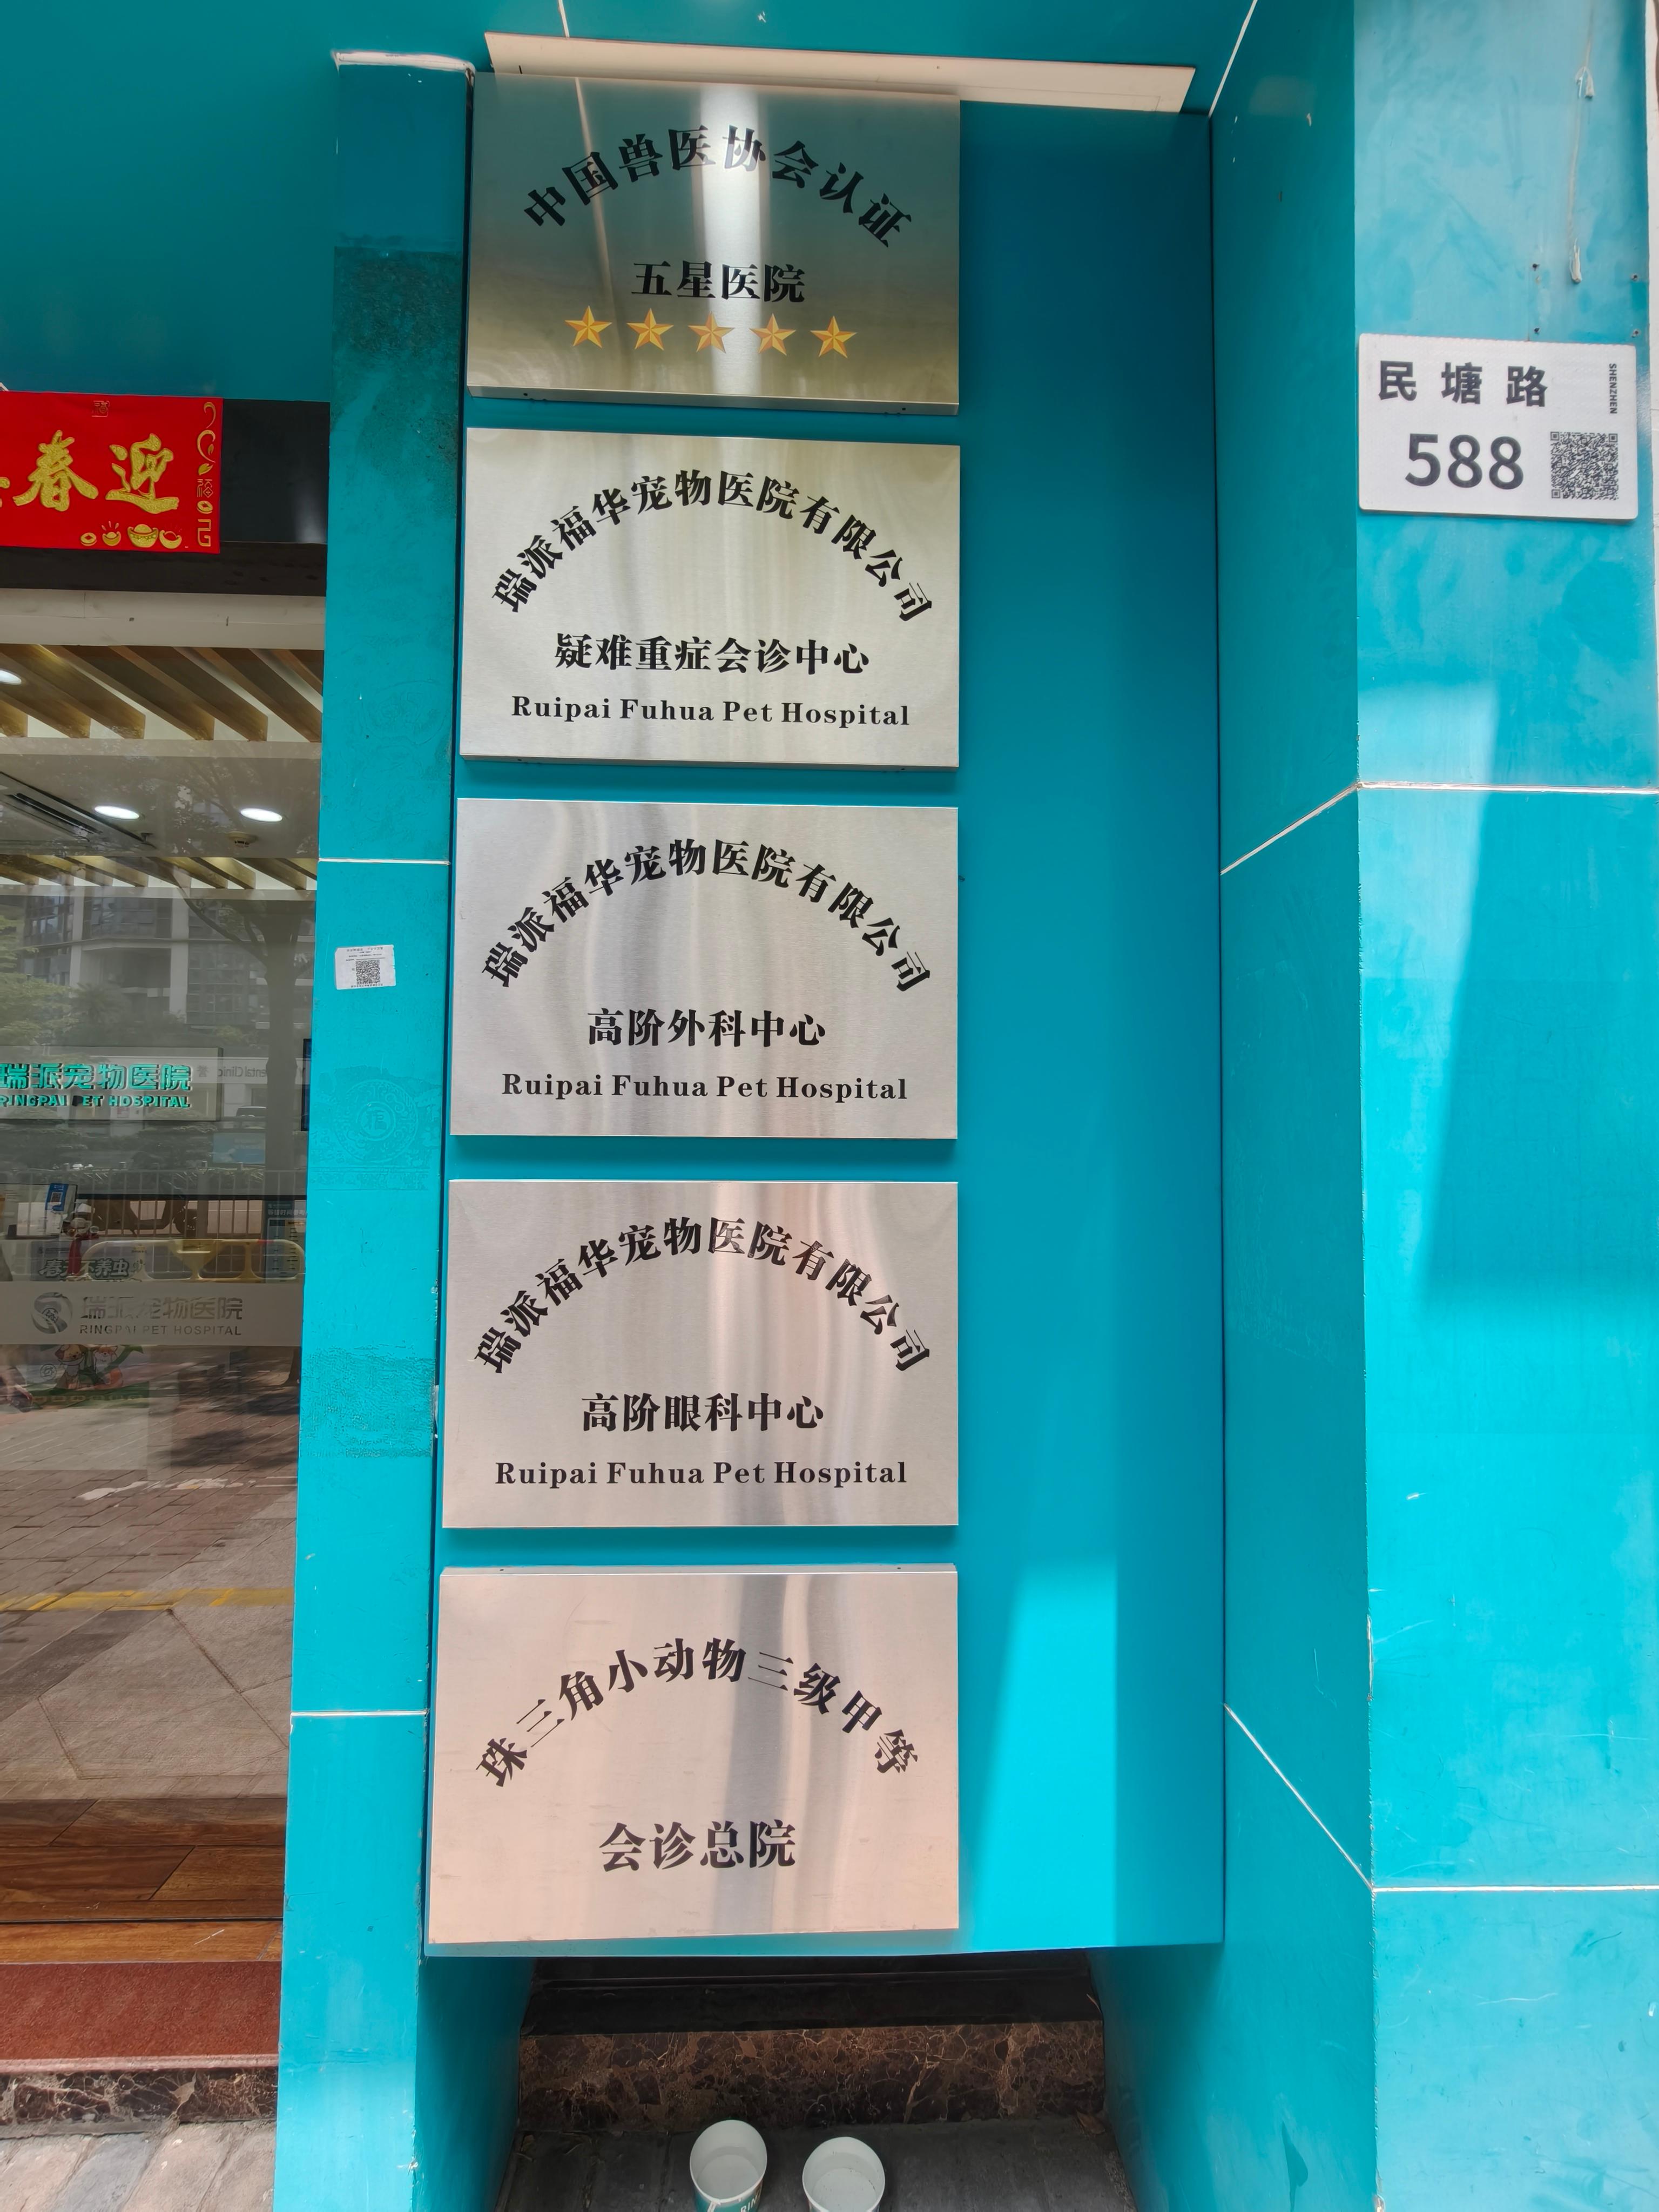 中国兽医协会认证
五星医院
瑞派福华宠物医院有限公司
疑难重症会诊中心
Ruipai Fuhua Pet Hospital
瑞派福华宠物医院有限公司
高阶外科中心
Ruipai Fuhua Pet Hospital
瑞派福华宠物医院有限公司
高阶眼科中心
Ruipai Fuhua Pet Hospital
珠三角小动物三级甲等
会诊总院
民塘路
SHENZHEN
588
春迎
瑞派宠物医院
RINGPAI PET HOSPITAL
瑞派宠物医院
RINGPAI PET HOSPITAL